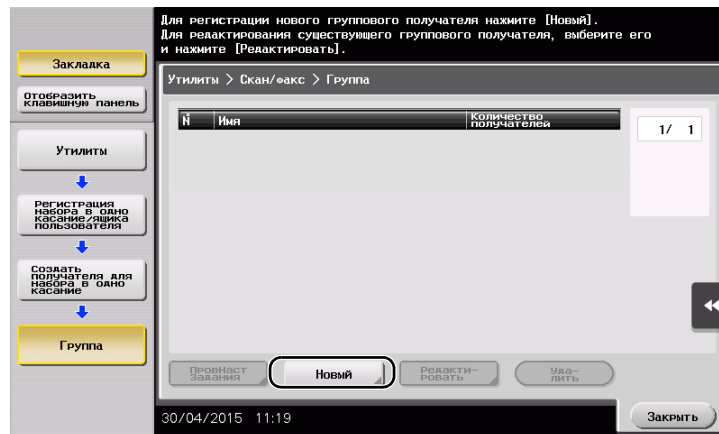 Для регистрации нового группового получателя нажмите [Новый].
Для редактирования существующего группового получателя, выберите его
и нажмите [Редактировать].
Закладка
Отобразить
клавишную панель
Утилиты > Скан/факс > Группа
№ Имя Количество
получателей
1/ 1
Утилиты
Регистрация
набора в одно
касание/ящика
пользователя
Создать
получателя для
набора в одно
касание
Группа
ПровНаст
Задания
Новый
Редакти-
ровать
Уда-
лить
30/04/2015 11:19
Закрыть